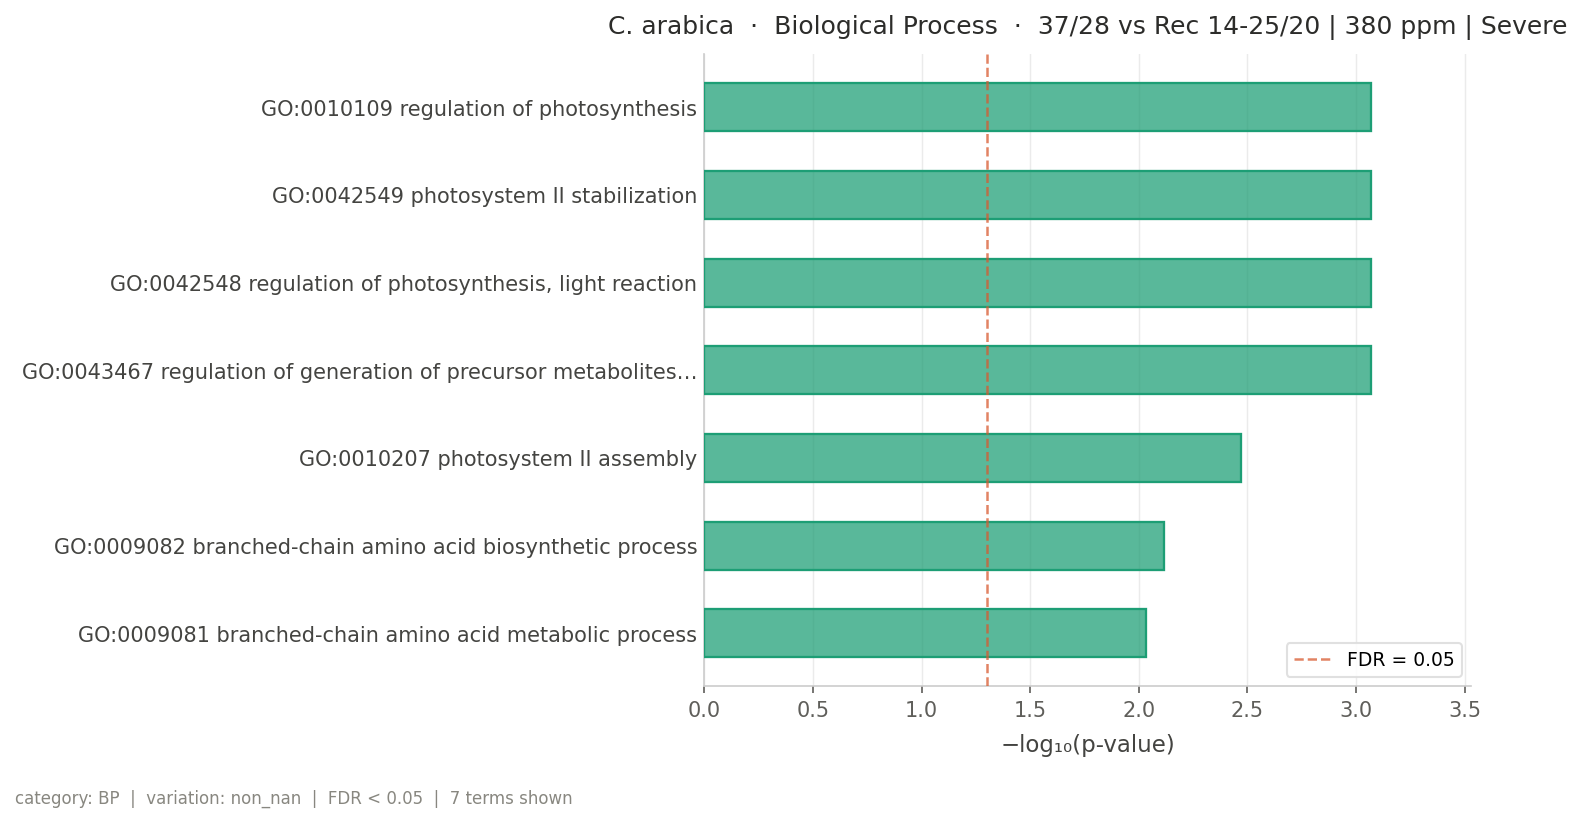 C. arabica · Biological Process · 37/28 vs Rec 14-25/20 | 380 ppm | Severe
GO:0010109 regulation of photosynthesis
GO:0042549 photosystem II stabilization
GO:0042548 regulation of photosynthesis, light reaction
GO:0043467 regulation of generation of precursor metabolites…
GO:0010207 photosystem II assembly
GO:0009082 branched-chain amino acid biosynthetic process
GO:0009081 branched-chain amino acid metabolic process
FDR = 0.05
0.0 0.5 1.0 1.5 2.0 2.5 3.0 3.5
−log₁₀(p-value)
category: BP | variation: non_nan | FDR < 0.05 | 7 terms shown